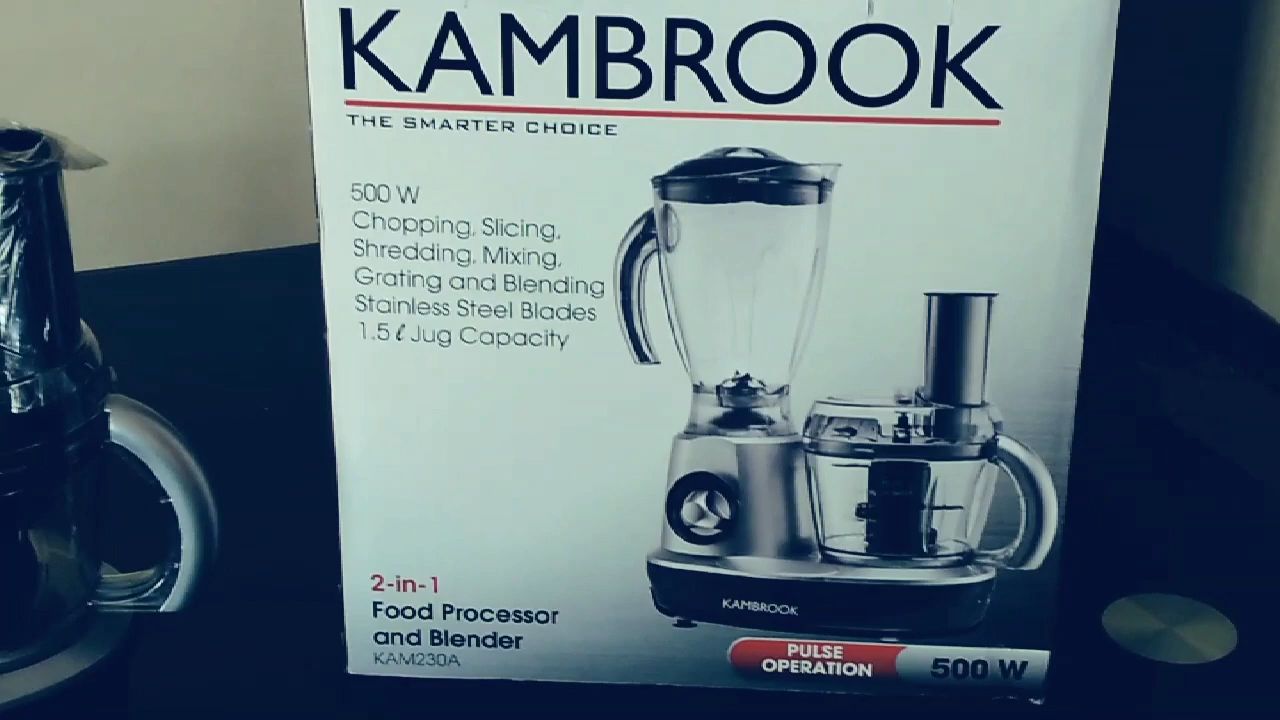 KAMBROOK
THE SMARTER CHOICE
500 W
Chopping, Slicing,
Shredding, Mixing,
Grating and Blending
Stainless Steel Blades
1.5 ℓ Jug Capacity
2-in-1
Food Processor
and Blender
KAM230A
KAMBROOK
PULSE
OPERATION
500 W